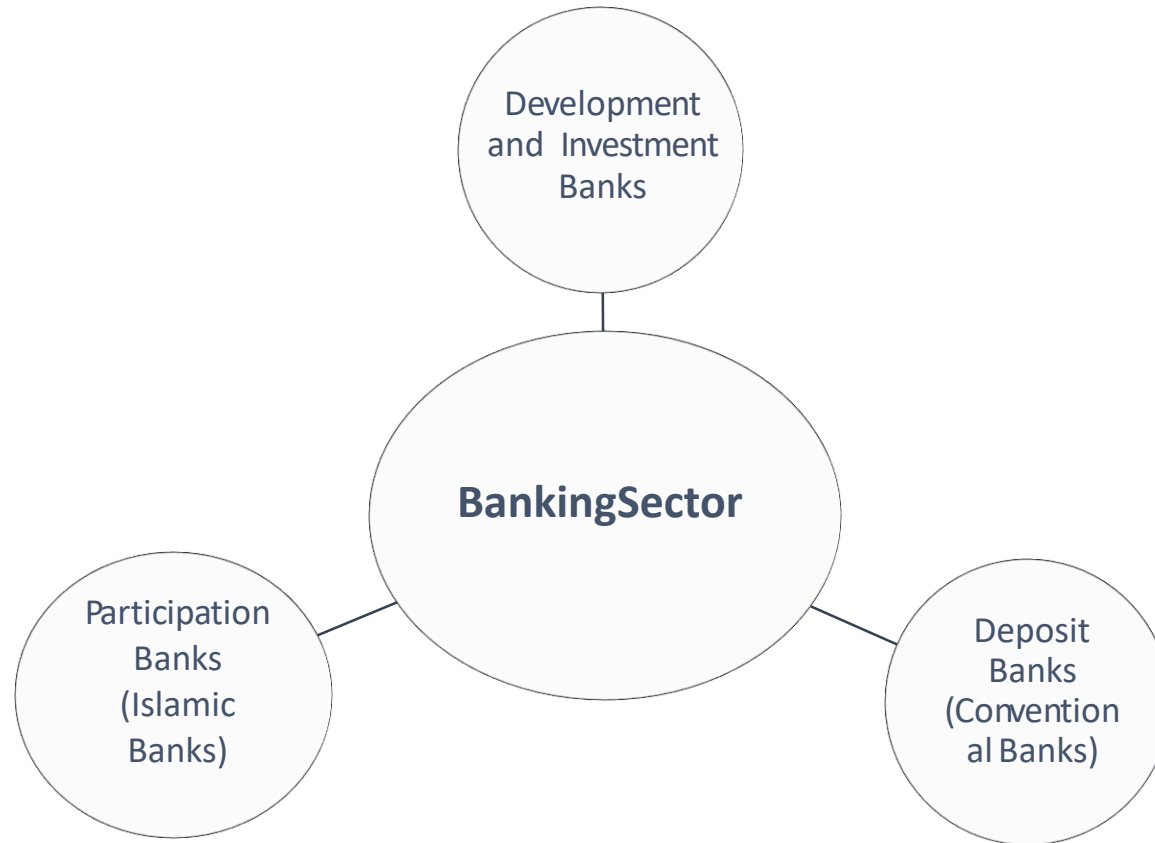 Development
and Investment
Banks
BankingSector
Participation
Banks
(Islamic
Banks)
Deposit
Banks
(Convention
al Banks)